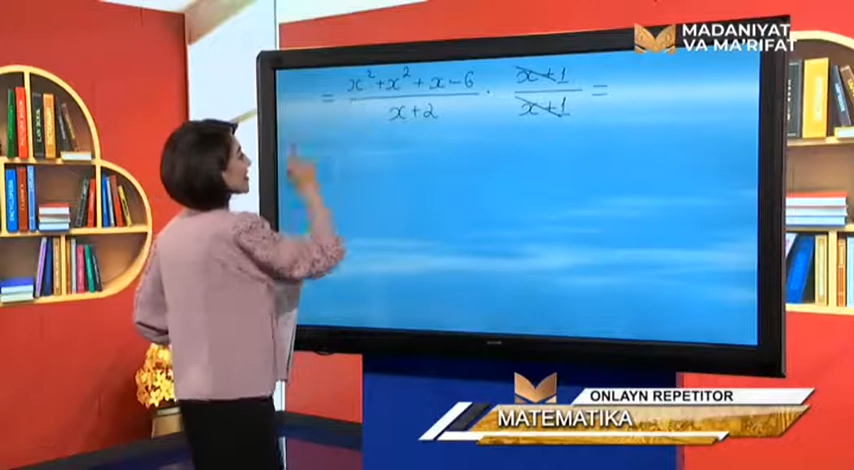 MADANIYAT
VA MA'RIFAT
= (x² + x² + x - 6)/(x + 2) · (x + 1)/(x + 1) =
ONLAYN REPETITOR
MATEMATIKA